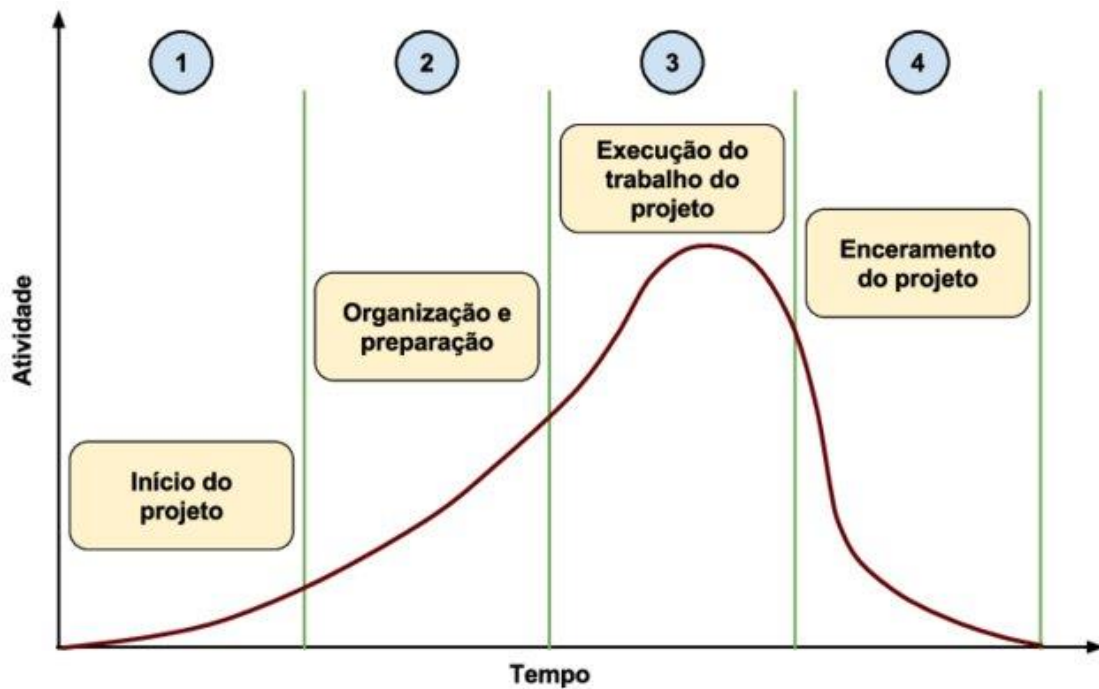 1
2
3
4
Execução do
trabalho do
projeto
Enceramento
do projeto
Organização e
preparação
Início do
projeto
Atividade
Tempo